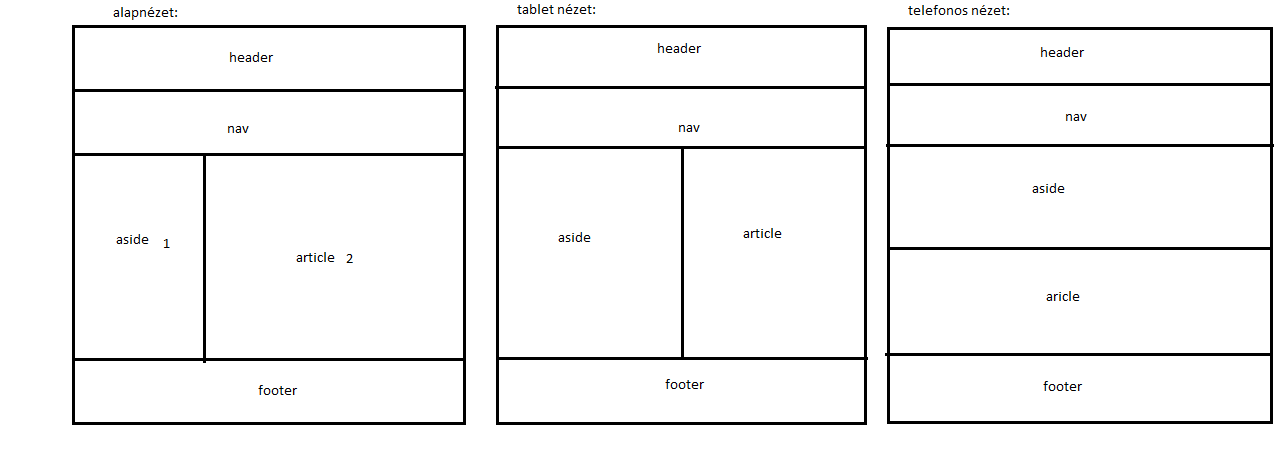 alapnézet:
header
nav
aside 1
article 2
footer
tablet nézet:
header
nav
aside
article
footer
telefonos nézet:
header
nav
aside
aricle
footer